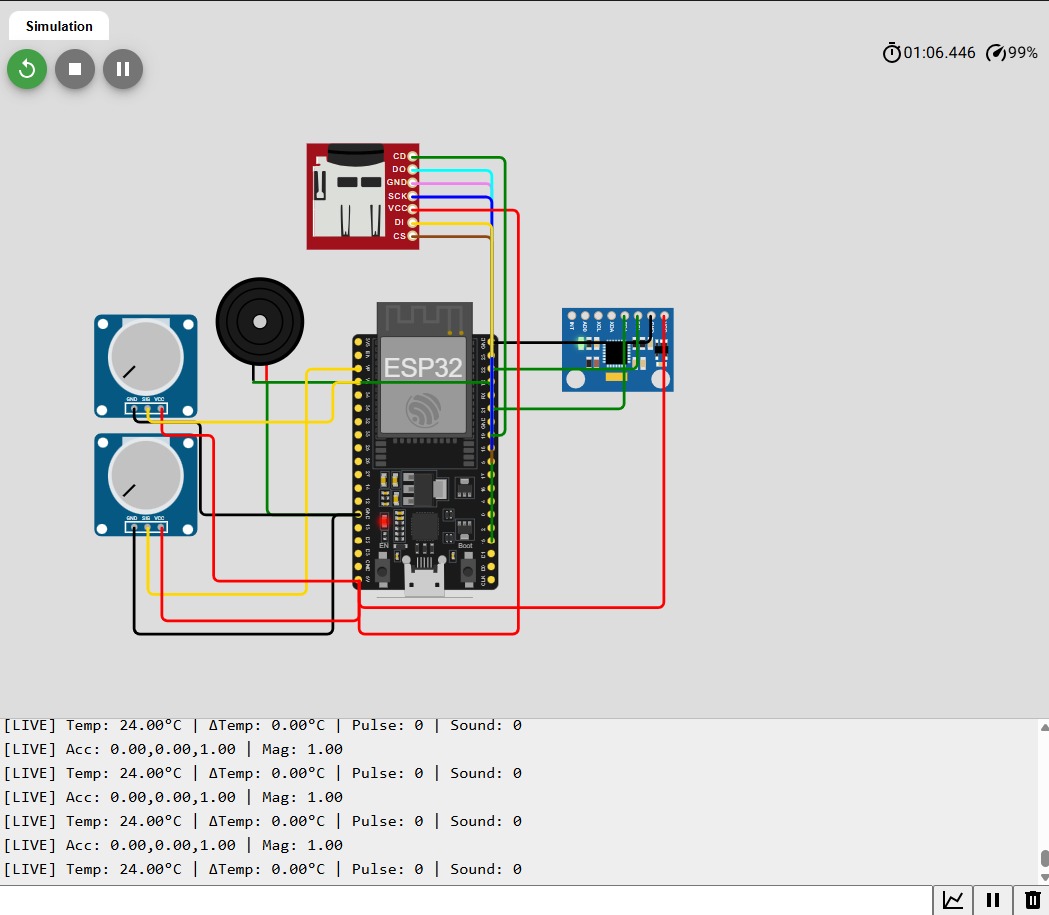 Simulation
01:06.446
99%
CD
DO
GND
SCK
VCC
DI
CS
ESP32
GND SIG VCC
GND SIG VCC
INT
AD0
XCL
XDA
EN
Boot
[LIVE] Temp: 24.00°C | ΔTemp: 0.00°C | Pulse: 0 | Sound: 0
[LIVE] Acc: 0.00,0.00,1.00 | Mag: 1.00
[LIVE] Temp: 24.00°C | ΔTemp: 0.00°C | Pulse: 0 | Sound: 0
[LIVE] Acc: 0.00,0.00,1.00 | Mag: 1.00
[LIVE] Temp: 24.00°C | ΔTemp: 0.00°C | Pulse: 0 | Sound: 0
[LIVE] Acc: 0.00,0.00,1.00 | Mag: 1.00
[LIVE] Temp: 24.00°C | ΔTemp: 0.00°C | Pulse: 0 | Sound: 0